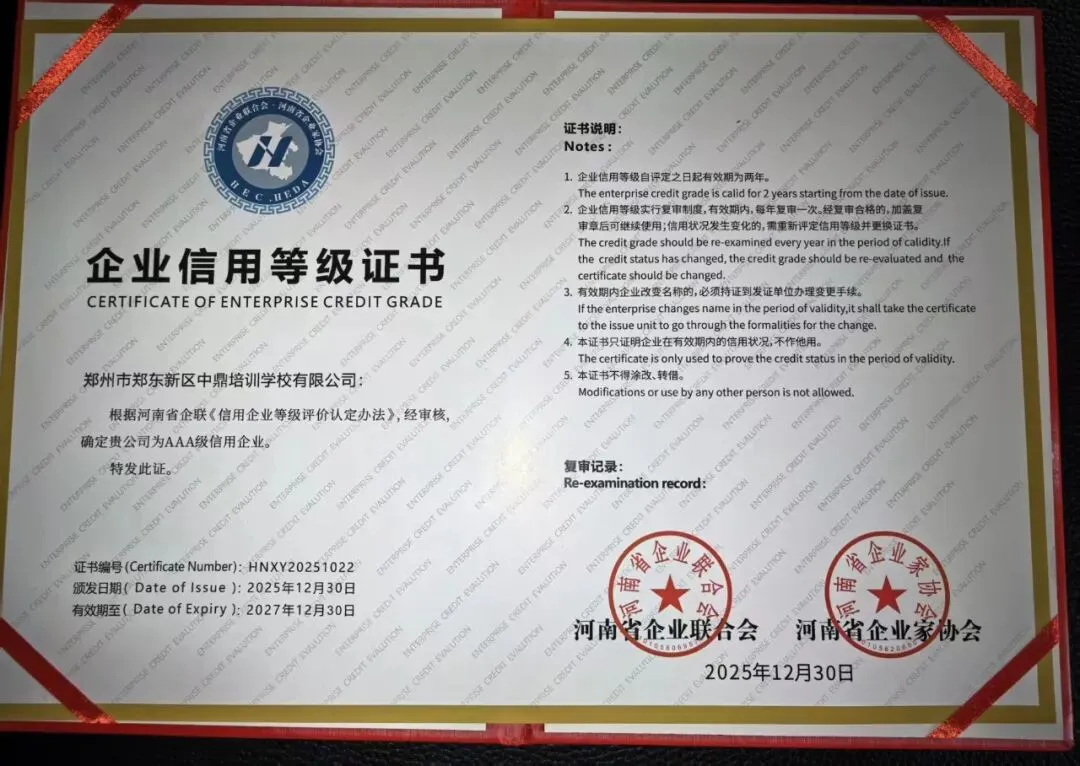 河南省企业联合会·河南省企业家协会
HEC.HEDA
企业信用等级证书
CERTIFICATE OF ENTERPRISE CREDIT GRADE
郑州市郑东新区中鼎培训学校有限公司：
根据河南省企联《信用企业等级评价认定办法》，经审核，
确定贵公司为AAA级信用企业。
特发此证。
证书编号(Certificate Number)：HNXY20251022
颁发日期( Date of Issue )：2025年12月30日
有效期至( Date of Expiry )：2027年12月30日
证书说明：
Notes :
1. 企业信用等级自评定之日起有效期为两年。
The enterprise credit grade is calid for 2 years starting from the date of issue.
2. 企业信用等级实行复审制度，有效期内，每年复审一次。经复审合格的，加盖复
审章后可继续使用；信用状况发生变化的，需重新评定信用等级并更换证书。
The credit grade should be re-examined every year in the period of calidity.If
the credit status has changed, the credit grade should be re-evaluated and the
certificate should be changed.
3. 有效期内企业改变名称的，必须持证到发证单位办理变更手续。
If the enterprise changes name in the period of validity,it shall take the certificate
to the issue unit to go through the formalities for the change.
4. 本证书只证明企业在有效期内的信用状况，不作他用。
The certificate is only used to prove the credit status in the period of validity.
5. 本证书不得涂改、转借。
Modifications or use by any other person is not allowed.
复审记录：
Re-examination record：
河南省企业联合会
河南省企业家协会
河南省企业联合会 河南省企业家协会
2025年12月30日
ENTERPRISE CREDIT EVALUTION